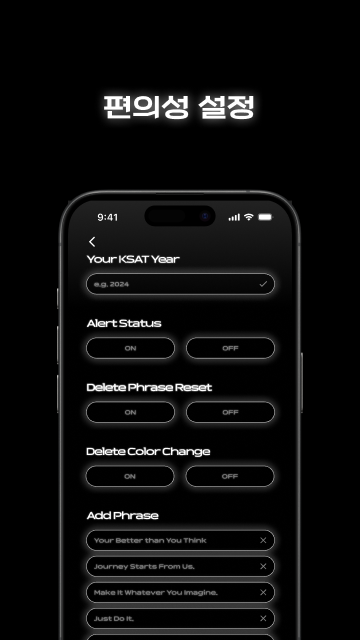 편의성 설정
9:41
Your KSAT Year
e.g. 2024
Alert Status
ON OFF
Delete Phrase Reset
ON OFF
Delete Color Change
ON OFF
Add Phrase
Your Better than You Think
Journey Starts From Us.
Make It Whatever You Imagine.
Just Do It.